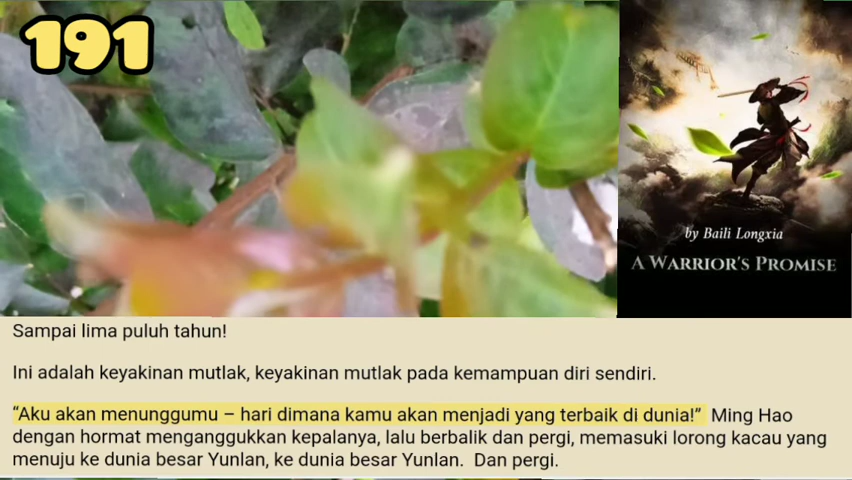 191
by Baili Longxia
A WARRIOR'S PROMISE
Sampai lima puluh tahun!
Ini adalah keyakinan mutlak, keyakinan mutlak pada kemampuan diri sendiri.
“Aku akan menunggumu – hari dimana kamu akan menjadi yang terbaik di dunia!” Ming Hao
dengan hormat menganggukkan kepalanya, lalu berbalik dan pergi, memasuki lorong kacau yang
menuju ke dunia besar Yunlan, ke dunia besar Yunlan. Dan pergi.